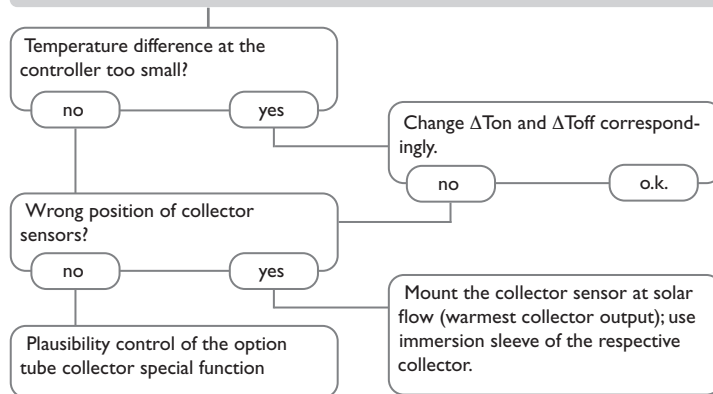 Temperature difference at the
controller too small?
no
yes
Change ΔTon and ΔToff correspond-
ingly.
no
o.k.
Wrong position of collector
sensors?
no
yes
Mount the collector sensor at solar
flow (warmest collector output); use
immersion sleeve of the respective
collector.
Plausibility control of the option
tube collector special function